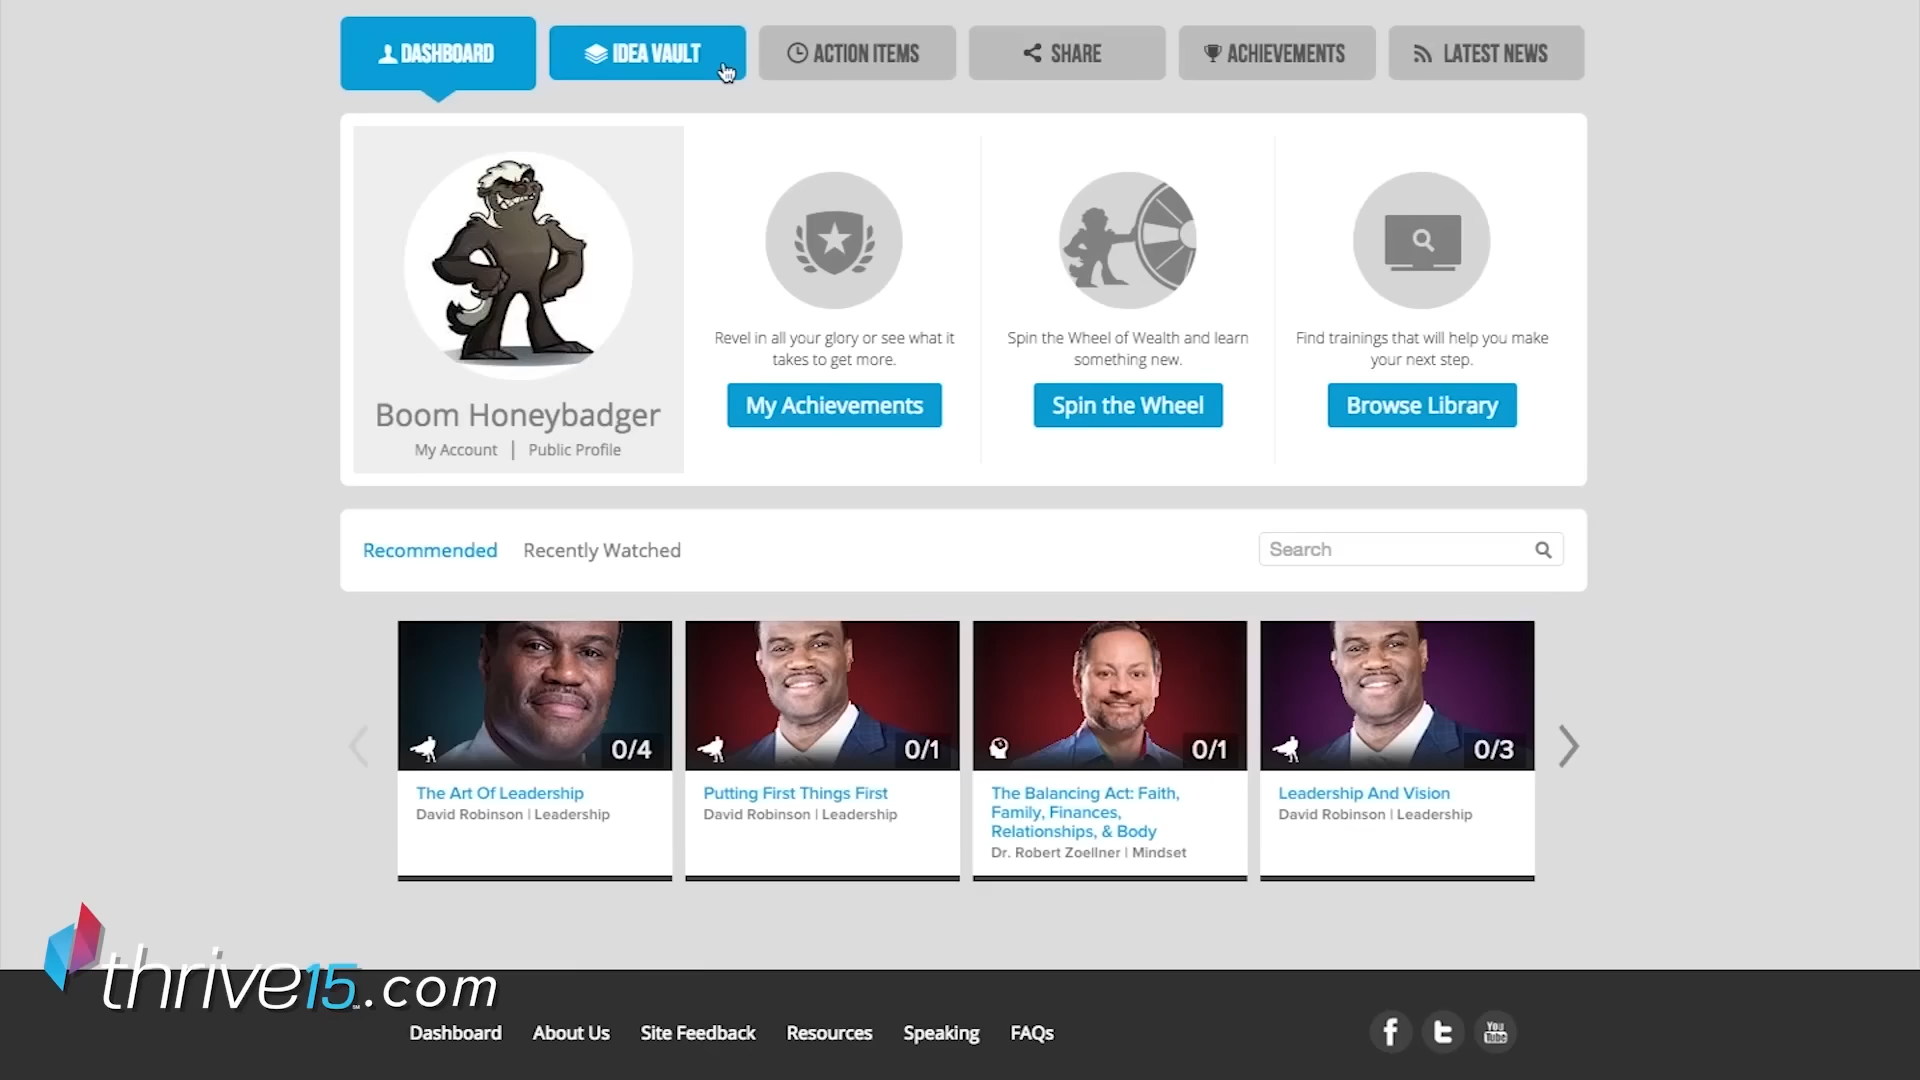 DASHBOARD
IDEA VAULT
ACTION ITEMS
SHARE
ACHIEVEMENTS
LATEST NEWS
Boom Honeybadger
My Account | Public Profile
Revel in all your glory or see what it
takes to get more.
My Achievements
Spin the Wheel of Wealth and learn
something new.
Spin the Wheel
Find trainings that will help you make
your next step.
Browse Library
Recommended
Recently Watched
Search
0/4
The Art Of Leadership
David Robinson | Leadership
0/1
Putting First Things First
David Robinson | Leadership
0/1
The Balancing Act: Faith,
Family, Finances,
Relationships, & Body
Dr. Robert Zoellner | Mindset
0/3
Leadership And Vision
David Robinson | Leadership
thrive15.com
Dashboard
About Us
Site Feedback
Resources
Speaking
FAQs
You
Tube